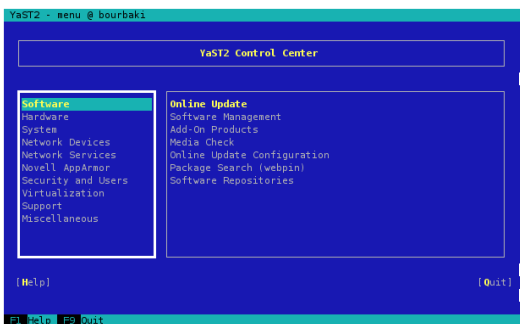 YaST2 - menu @ bourbaki
YaST2 Control Center
Software
Hardware
System
Network Devices
Network Services
Novell AppArmor
Security and Users
Virtualization
Support
Miscellaneous
Online Update
Software Management
Add-On Products
Media Check
Online Update Configuration
Package Search (webpin)
Software Repositories
[Help] [Quit]
F1 Help F9 Quit